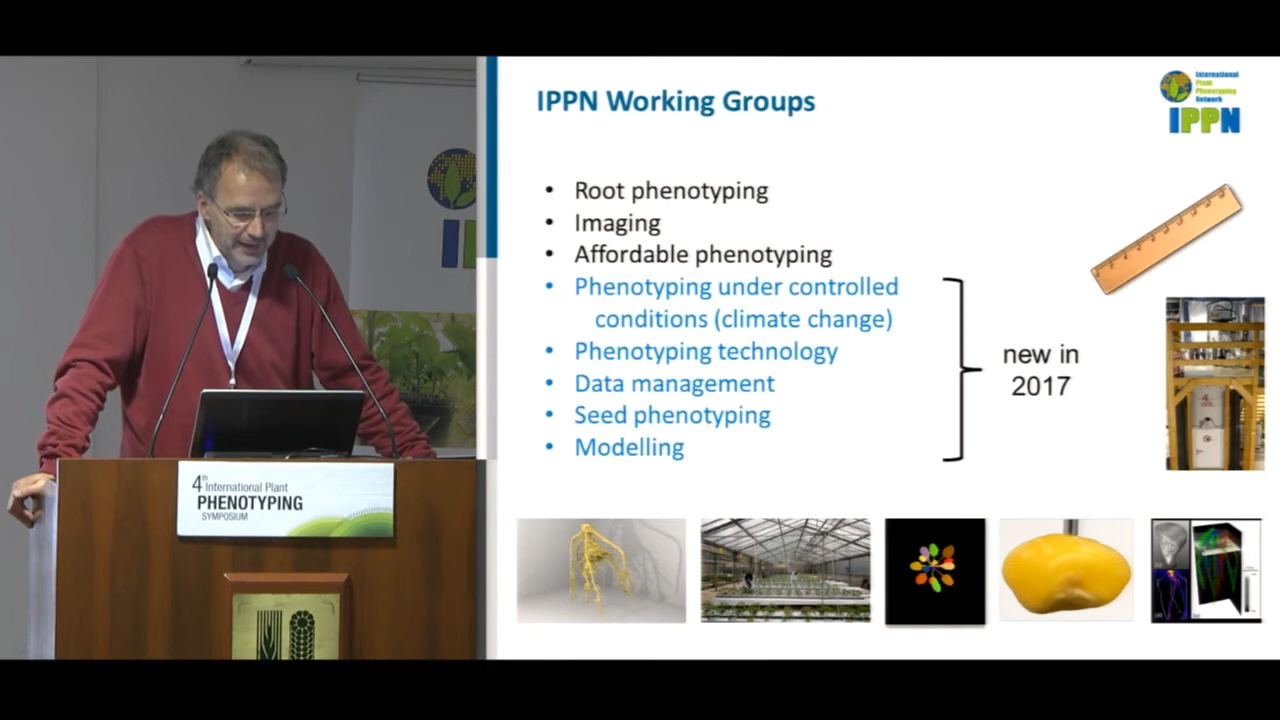 IPPN Working Groups
International
Plant
Phenotyping
Network
IPPN
• Root phenotyping
• Imaging
• Affordable phenotyping
• Phenotyping under controlled
conditions (climate change)
• Phenotyping technology
• Data management
• Seed phenotyping
• Modelling
new in
2017
4th International Plant
PHENOTYPING
SYMPOSIUM